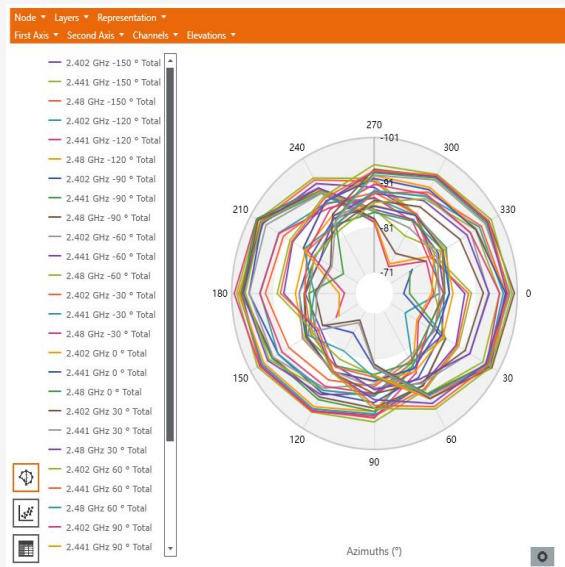 Node Layers Representation
First Axis Second Axis Channels Elevations
2.402 GHz -150 ° Total
2.441 GHz -150 ° Total
2.48 GHz -150 ° Total
2.402 GHz -120 ° Total
2.441 GHz -120 ° Total
2.48 GHz -120 ° Total
2.402 GHz -90 ° Total
2.441 GHz -90 ° Total
2.48 GHz -90 ° Total
2.402 GHz -60 ° Total
2.441 GHz -60 ° Total
2.48 GHz -60 ° Total
2.402 GHz -30 ° Total
2.441 GHz -30 ° Total
2.48 GHz -30 ° Total
2.402 GHz 0 ° Total
2.441 GHz 0 ° Total
2.48 GHz 0 ° Total
2.402 GHz 30 ° Total
2.441 GHz 30 ° Total
2.48 GHz 30 ° Total
2.402 GHz 60 ° Total
2.441 GHz 60 ° Total
2.48 GHz 60 ° Total
2.402 GHz 90 ° Total
2.441 GHz 90 ° Total
270
-101
240
300
-91
210
330
-81
-71
180
0
150
30
120
60
90
Azimuths (°)